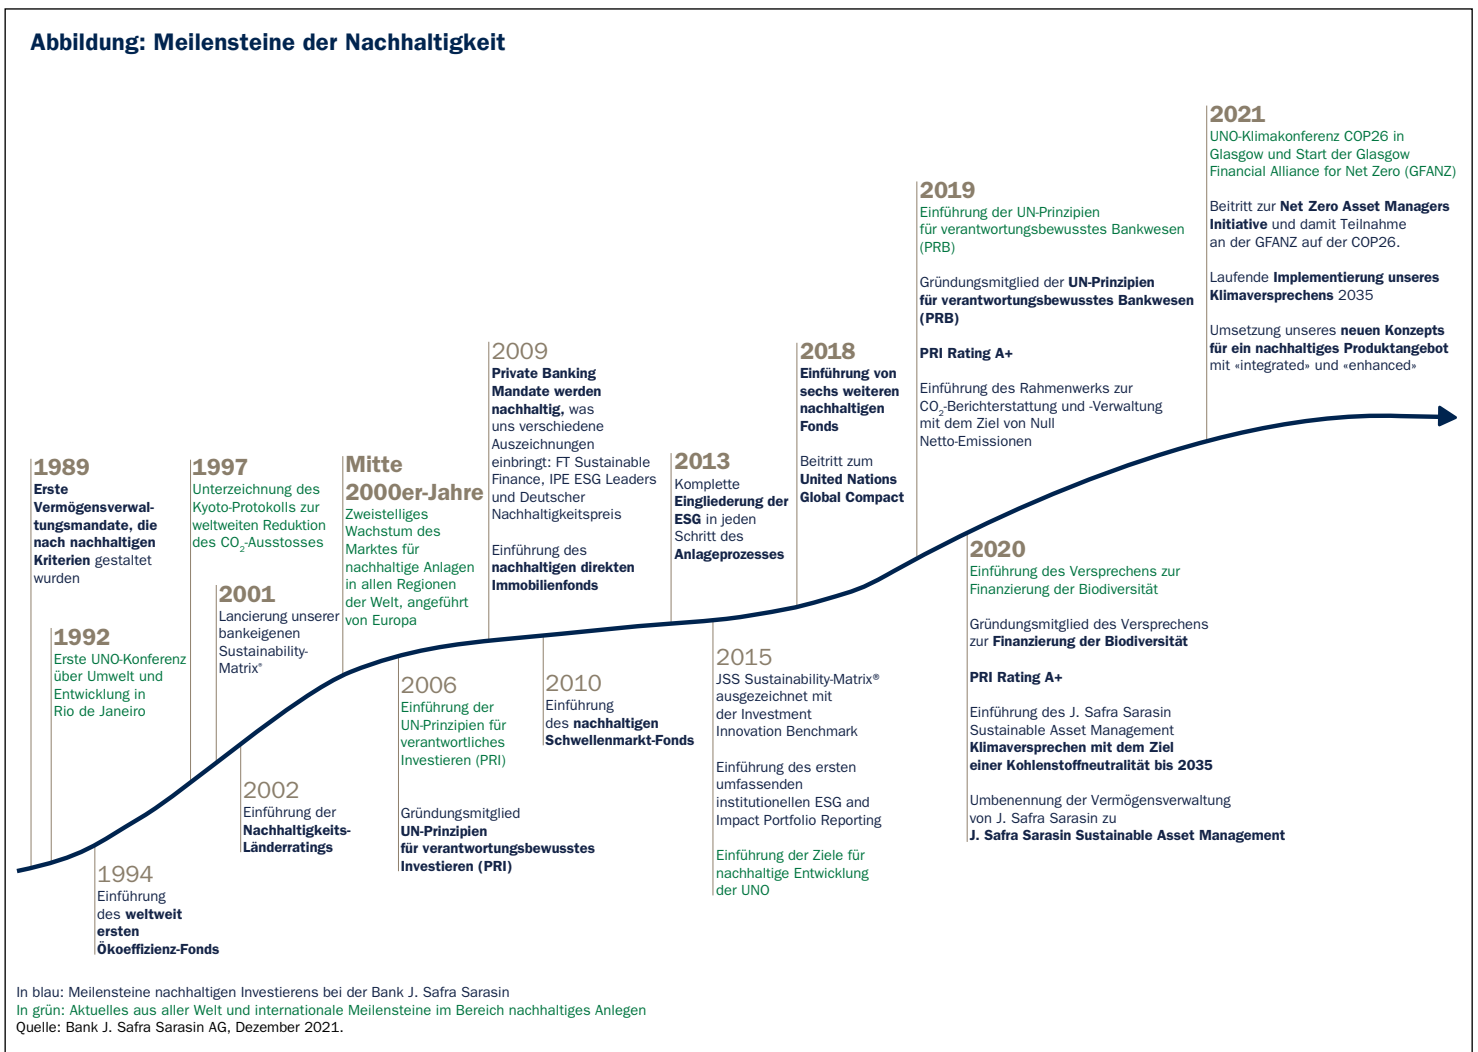 Abbildung: Meilensteine der Nachhaltigkeit
1989
Erste
Vermögensverwal-
tungsmandate, die
nach nachhaltigen
Kriterien gestaltet
wurden
1992
Erste UNO-Konferenz
über Umwelt und
Entwicklung in
Rio de Janeiro
1994
Einführung
des weltweit
ersten
Ökoeffizienz-Fonds
1997
Unterzeichnung des
Kyoto-Protokolls zur
weltweiten Reduktion
des CO₂-Ausstosses
2001
Lancierung unserer
bankeigenen
Sustainability-
Matrix®
2002
Einführung der
Nachhaltigkeits-
Länderratings
Mitte
2000er-Jahre
Zweistelliges
Wachstum des
Marktes für
nachhaltige Anlagen
in allen Regionen
der Welt, angeführt
von Europa
2006
Einführung der
UN-Prinzipien für
verantwortliches
Investieren (PRI)
Gründungsmitglied
UN-Prinzipien
für verantwortungsbewusstes
Investieren (PRI)
2009
Private Banking
Mandate werden
nachhaltig, was
uns verschiedene
Auszeichnungen
einbringt: FT Sustainable
Finance, IPE ESG Leaders
und Deutscher
Nachhaltigkeitspreis
Einführung des
nachhaltigen direkten
Immobilienfonds
2010
Einführung
des nachhaltigen
Schwellenmarkt-Fonds
2013
Komplette
Eingliederung der
ESG in jeden
Schritt des
Anlageprozesses
2015
JSS Sustainability-Matrix®
ausgezeichnet mit
der Investment
Innovation Benchmark
Einführung des ersten
umfassenden
institutionellen ESG and
Impact Portfolio Reporting
Einführung der Ziele für
nachhaltige Entwicklung
der UNO
2018
Einführung von
sechs weiteren
nachhaltigen
Fonds
Beitritt zum
United Nations
Global Compact
2019
Einführung der UN-Prinzipien
für verantwortungsbewusstes Bankwesen
(PRB)
Gründungsmitglied der UN-Prinzipien
für verantwortungsbewusstes Bankwesen
(PRB)
PRI Rating A+
Einführung des Rahmenwerks zur
CO₂-Berichterstattung und -Verwaltung
mit dem Ziel von Null
Netto-Emissionen
2020
Einführung des Versprechens zur
Finanzierung der Biodiversität
Gründungsmitglied des Versprechens
zur Finanzierung der Biodiversität
PRI Rating A+
Einführung des J. Safra Sarasin
Sustainable Asset Management
Klimaversprechen mit dem Ziel
einer Kohlenstoffneutralität bis 2035
Umbenennung der Vermögensverwaltung
von J. Safra Sarasin zu
J. Safra Sarasin Sustainable Asset Management
2021
UNO-Klimakonferenz COP26 in
Glasgow und Start der Glasgow
Financial Alliance for Net Zero (GFANZ)
Beitritt zur Net Zero Asset Managers
Initiative und damit Teilnahme
an der GFANZ auf der COP26.
Laufende Implementierung unseres
Klimaversprechens 2035
Umsetzung unseres neuen Konzepts
für ein nachhaltiges Produktangebot
mit «integrated» und «enhanced»
In blau: Meilensteine nachhaltigen Investierens bei der Bank J. Safra Sarasin
In grün: Aktuelles aus aller Welt und internationale Meilensteine im Bereich nachhaltiges Anlegen
Quelle: Bank J. Safra Sarasin AG, Dezember 2021.